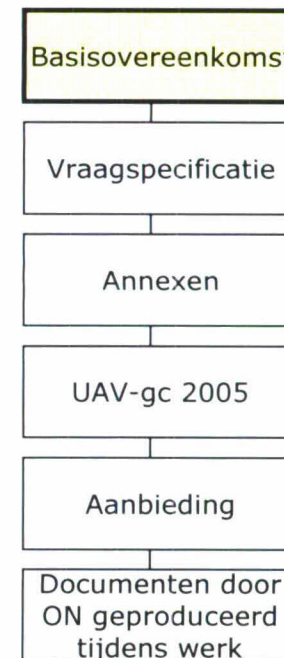 Basisovereenkomst
Vraagspecificatie
Annexen
UAV-gc 2005
Aanbieding
Documenten door
ON geproduceerd
tijdens werk